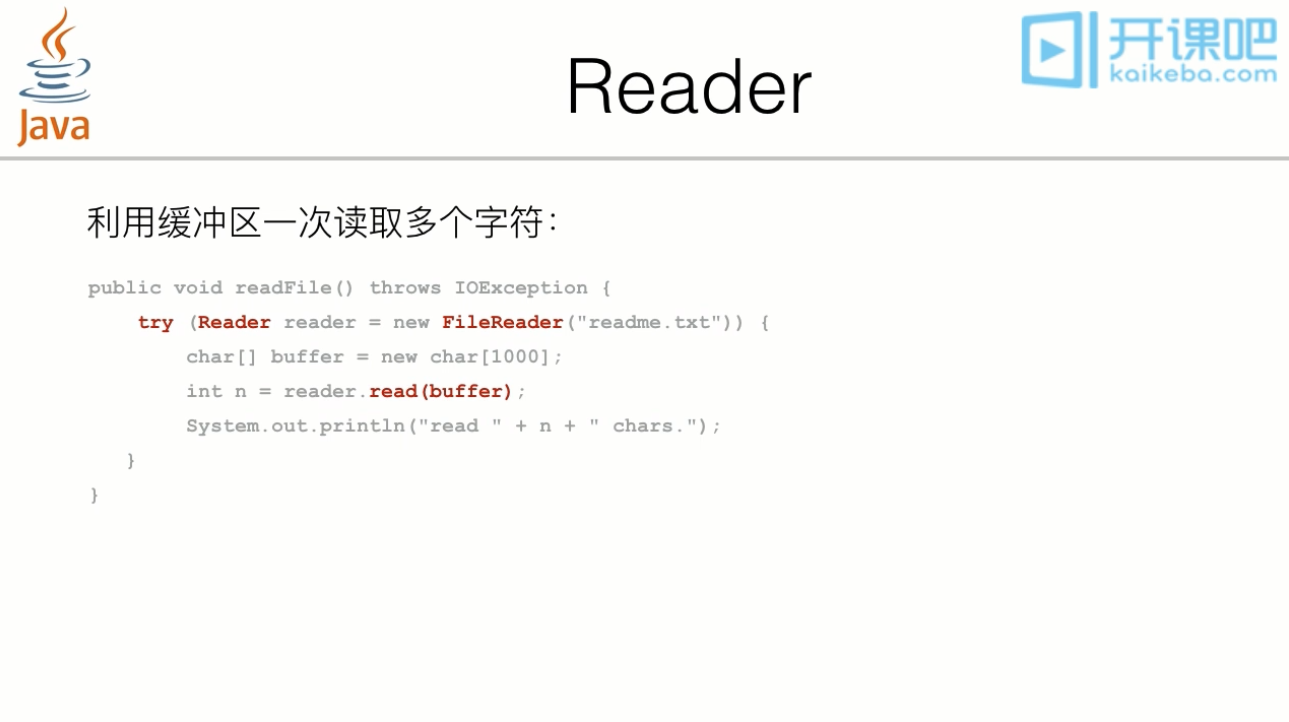 Java
开课吧
kaikeba.com
Reader
利用缓冲区一次读取多个字符：
public void readFile() throws IOException {
try (Reader reader = new FileReader("readme.txt")) {
char[] buffer = new char[1000];
int n = reader.read(buffer);
System.out.println("read " + n + " chars.");
}
}